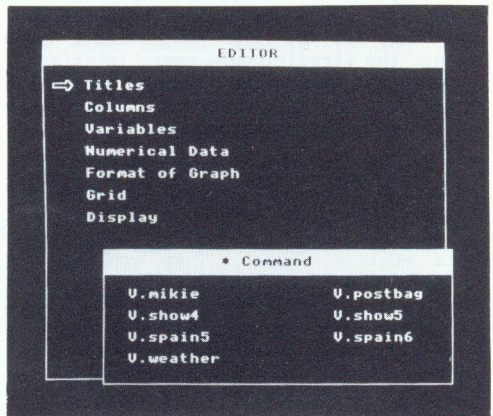 EDITOR
Titles
Columns
Variables
Numerical Data
Format of Graph
Grid
Display
* Command
V.mikie V.postbag
V.show4 V.show5
V.spain5 V.spain6
V.weather